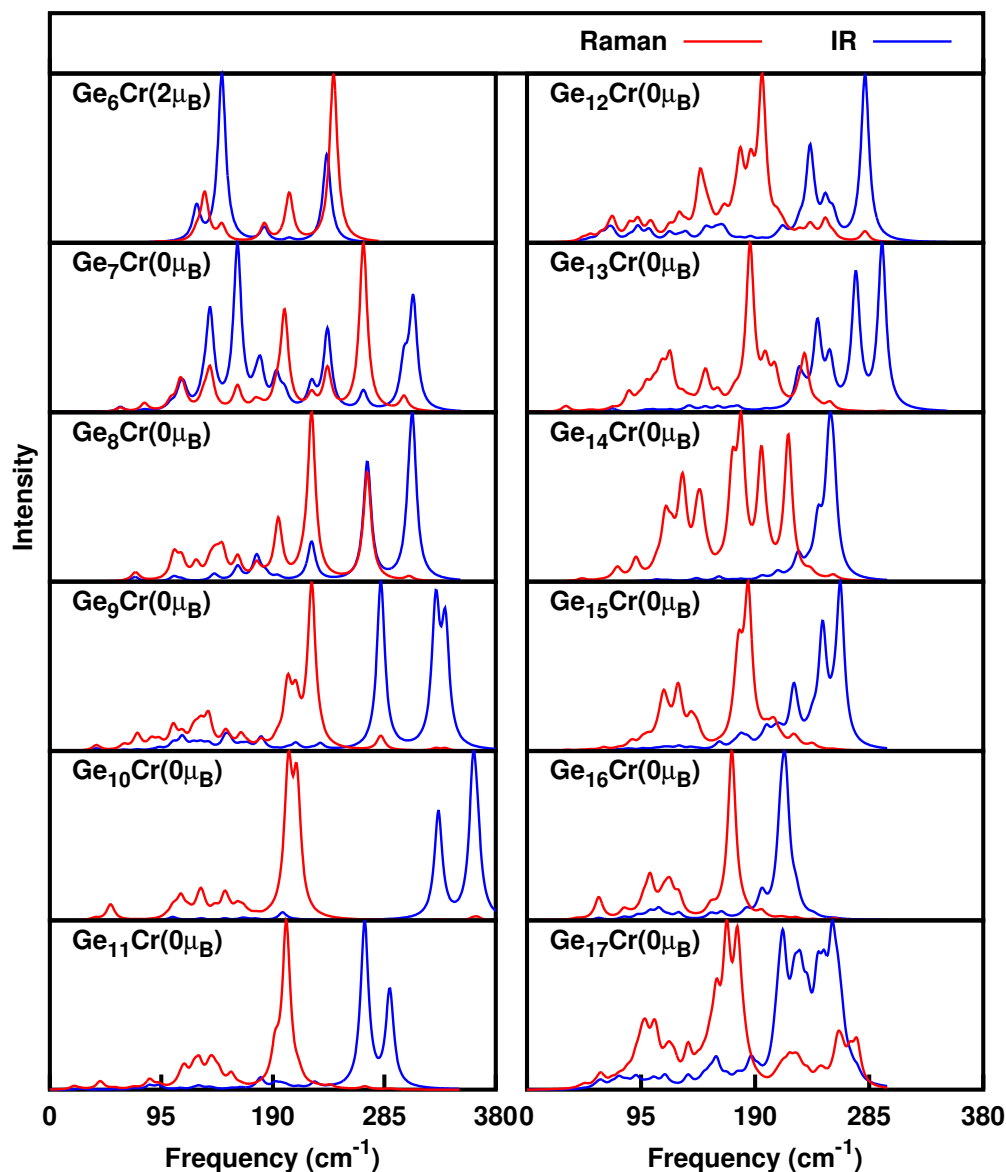 Raman IR
Ge6Cr(2μB)
Ge7Cr(0μB)
Ge8Cr(0μB)
Ge9Cr(0μB)
Ge10Cr(0μB)
Ge11Cr(0μB)
Ge12Cr(0μB)
Ge13Cr(0μB)
Ge14Cr(0μB)
Ge15Cr(0μB)
Ge16Cr(0μB)
Ge17Cr(0μB)
Intensity
0 95 190 285 380 0 95 190 285 380
Frequency (cm-1) Frequency (cm-1)